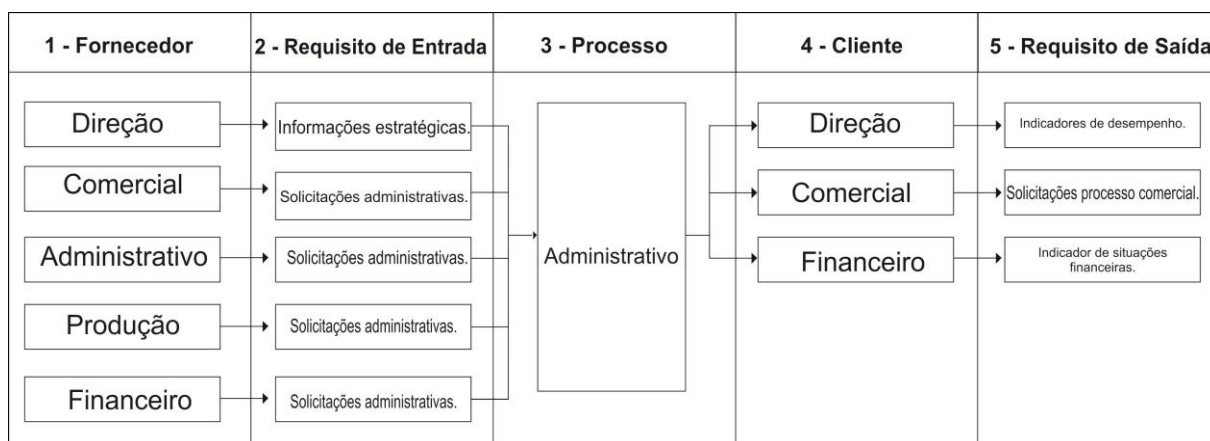 1 - Fornecedor
2 - Requisito de Entrada
3 - Processo
4 - Cliente
5 - Requisito de Saída
Direção
Informações estratégicas.
Comercial
Solicitações administrativas.
Administrativo
Solicitações administrativas.
Produção
Solicitações administrativas.
Financeiro
Solicitações administrativas.
Administrativo
Direção
Indicadores de desempenho.
Comercial
Solicitações processo comercial.
Financeiro
Indicador de situações
financeiras.